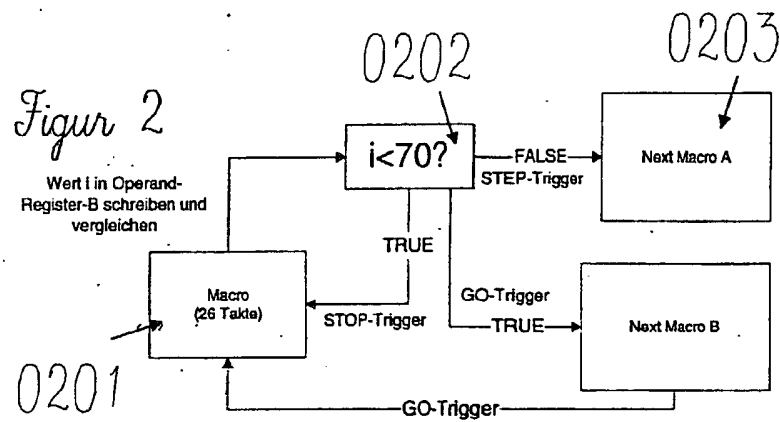 0203
0202
Figur 2
i<70?
FALSE
STEP-Trigger
Next Macro A
Wert i in Operand-
Register-B schreiben und
vergleichen
TRUE
Macro
(26 Takte)
STOP-Trigger
GO-Trigger
TRUE
Next Macro B
0201
GO-Trigger